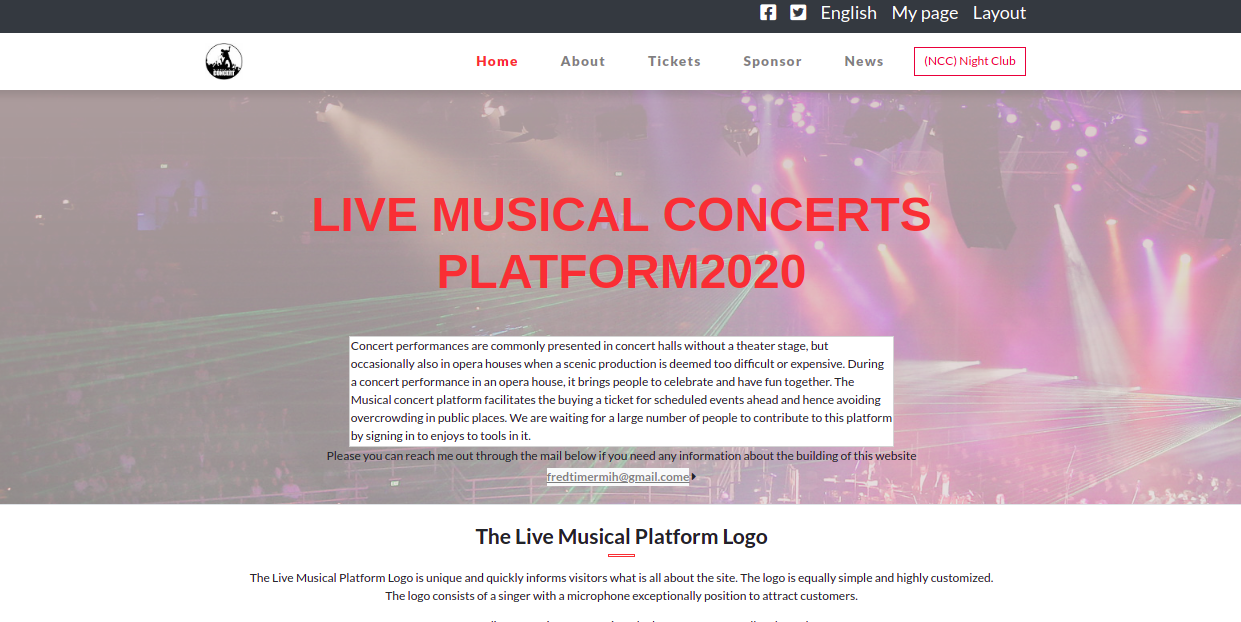 English My page Layout
CONCERT
Home About Tickets Sponsor News (NCC) Night Club
LIVE MUSICAL CONCERTS
PLATFORM2020
Concert performances are commonly presented in concert halls without a theater stage, but
occasionally also in opera houses when a scenic production is deemed too difficult or expensive. During
a concert performance in an opera house, it brings people to celebrate and have fun together. The
Musical concert platform facilitates the buying a ticket for scheduled events ahead and hence avoiding
overcrowding in public places. We are waiting for a large number of people to contribute to this platform
by signing in to enjoys to tools in it.
Please you can reach me out through the mail below if you need any information about the building of this website
fredtimermih@gmail.come
The Live Musical Platform Logo
The Live Musical Platform Logo is unique and quickly informs visitors what is all about the site. The logo is equally simple and highly customized.
The logo consists of a singer with a microphone exceptionally position to attract customers.